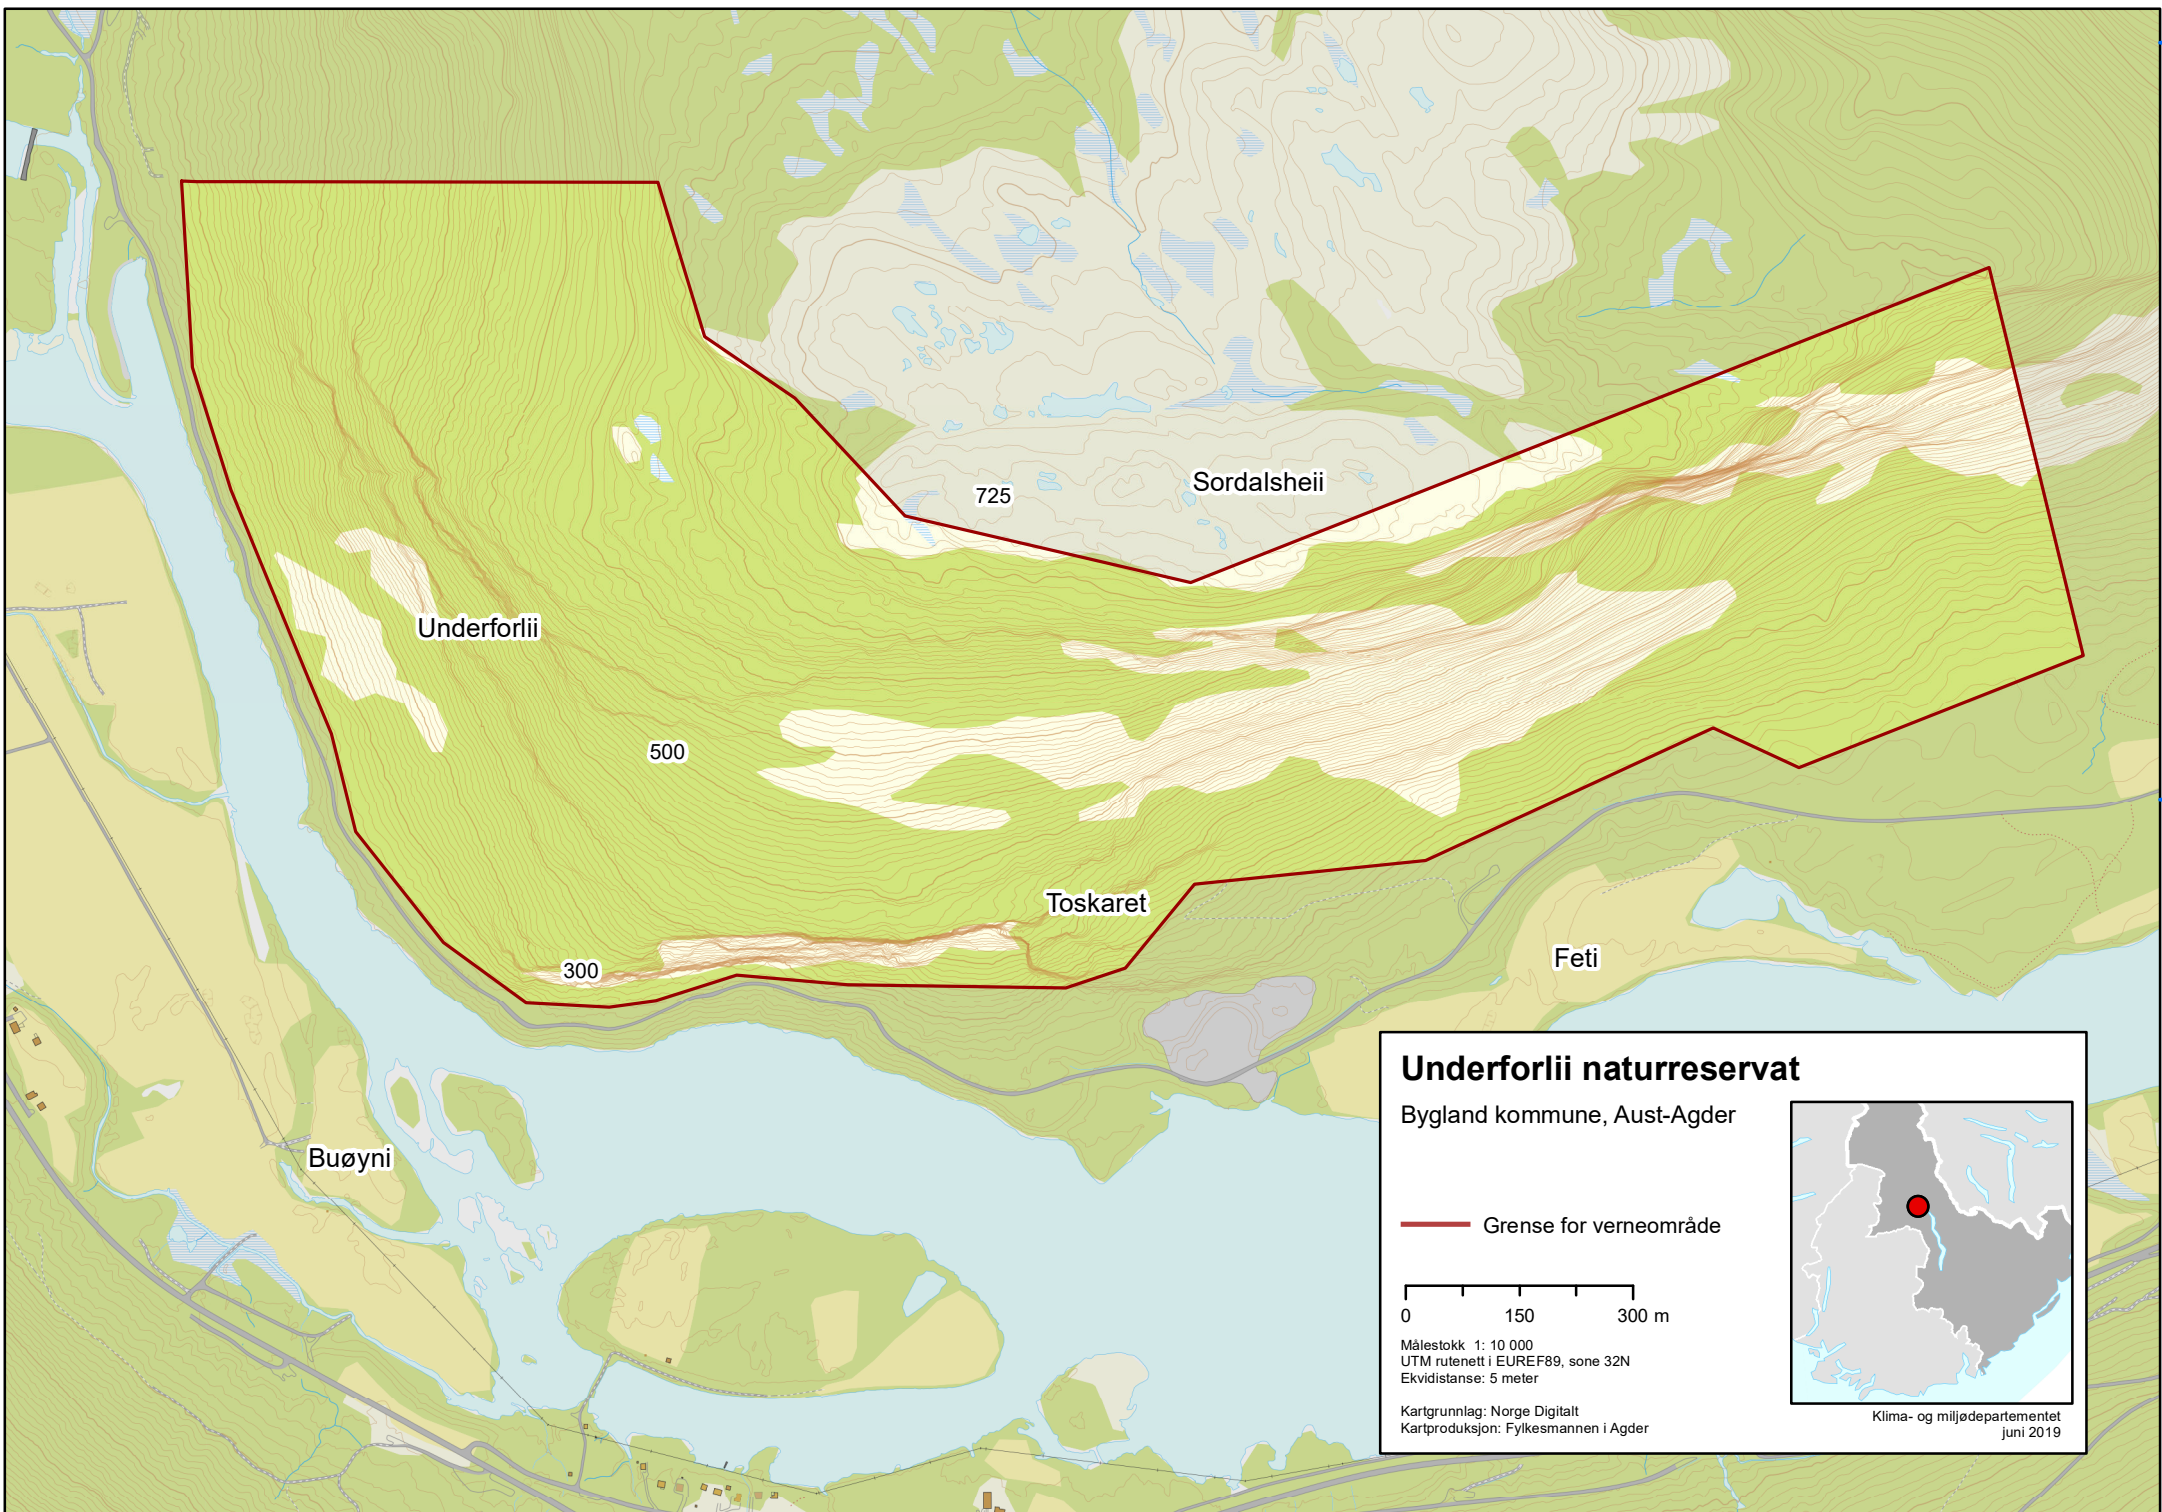 Sordalsheii
725
Underforlii
500
Toskaret
Feti
300
Buøyni
Underforlii naturreservat
Bygland kommune, Aust-Agder
Grense for verneområde
0 150 300 m
Målestokk 1: 10 000
UTM rutenett i EUREF89, sone 32N
Ekvidistanse: 5 meter
Kartgrunnlag: Norge Digitalt
Kartproduksjon: Fylkesmannen i Agder
Klima- og miljødepartementet
juni 2019